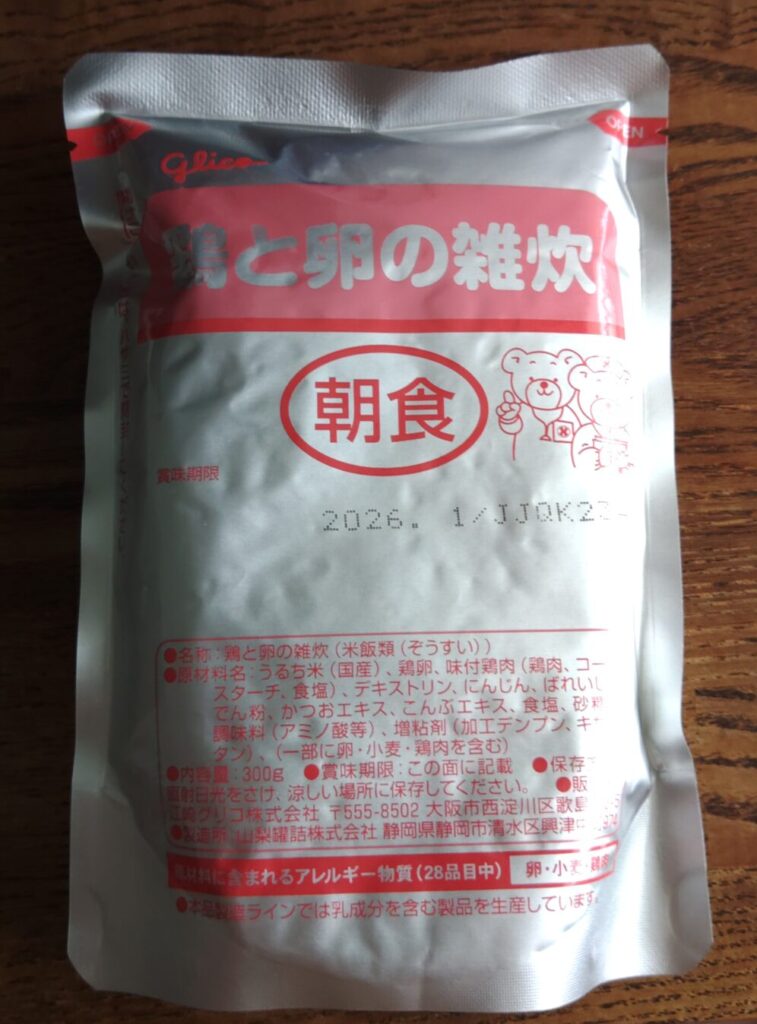 OPEN
Glico
鶏と卵の雑炊
朝食
賞味期限
2026. 1/JJQK2
●名称:鶏と卵の雑炊(米飯類(ぞうすい))
●原材料名:うるち米(国産)、鶏卵、味付鶏肉(鶏肉、コー
スターチ、食塩)、デキストリン、にんじん、ばれいし
でん粉、かつおエキス、こんぶエキス、食塩、砂糖
調味料(アミノ酸等)、増粘剤(加工デンプン、キサ
タン)、(一部に卵・小麦・鶏肉を含む)
●内容量:300g ●賞味期限:この面に記載 ●保存
直射日光をさけ、涼しい場所に保存してください。 ●販
江崎グリコ株式会社 〒555-8502 大阪市西淀川区歌島
●製造所:山梨罐詰株式会社 静岡県静岡市清水区興津中
原材料に含まれるアレルギー物質(28品目中) 卵・小麦・鶏肉
●本品製造ラインでは乳成分を含む製品を生産しています。